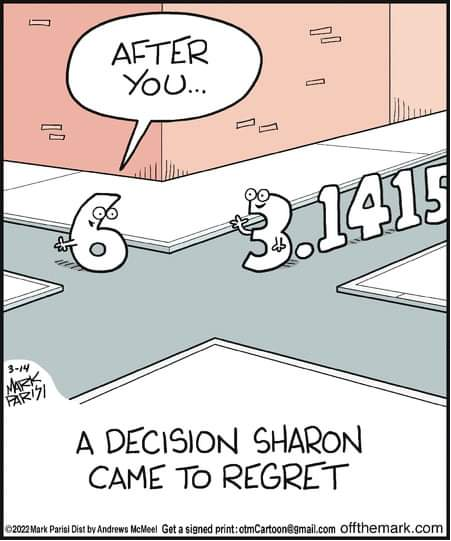 AFTER
YOU...
6
3.1415
3-14
MARK
PARISI
A DECISION SHARON
CAME TO REGRET
©2022 Mark Parisi Dist by Andrews McMeel Get a signed print: otmCartoon@gmail.com offthemark.com